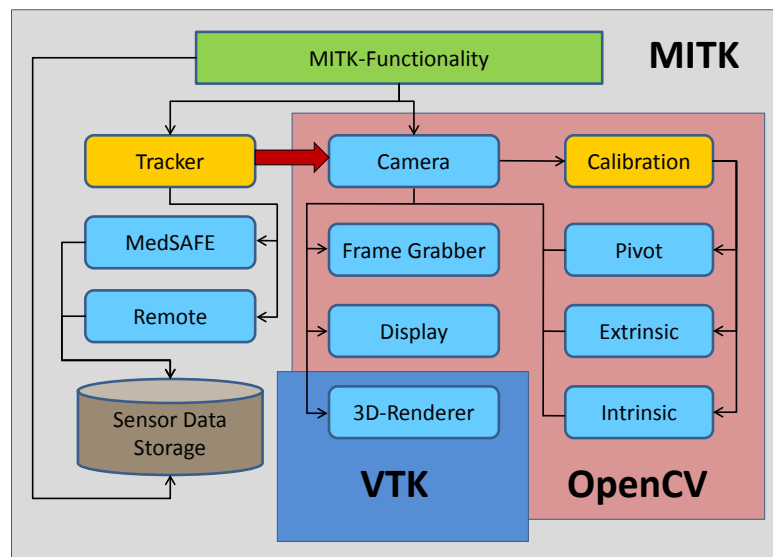 MITK-Functionality
MITK
Tracker
Camera
Calibration
MedSAFE
Frame Grabber
Pivot
Remote
Display
Extrinsic
Sensor Data
Storage
3D-Renderer
Intrinsic
VTK
OpenCV